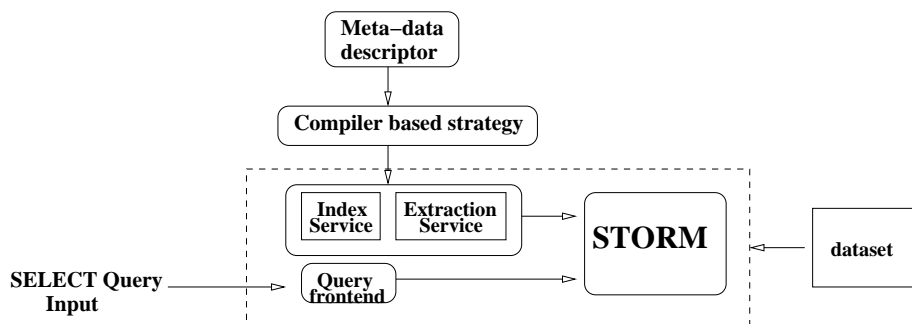 Meta-data
descriptor
Compiler based strategy
Index
Service
Extraction
Service
STORM
dataset
SELECT Query
Input
Query
frontend